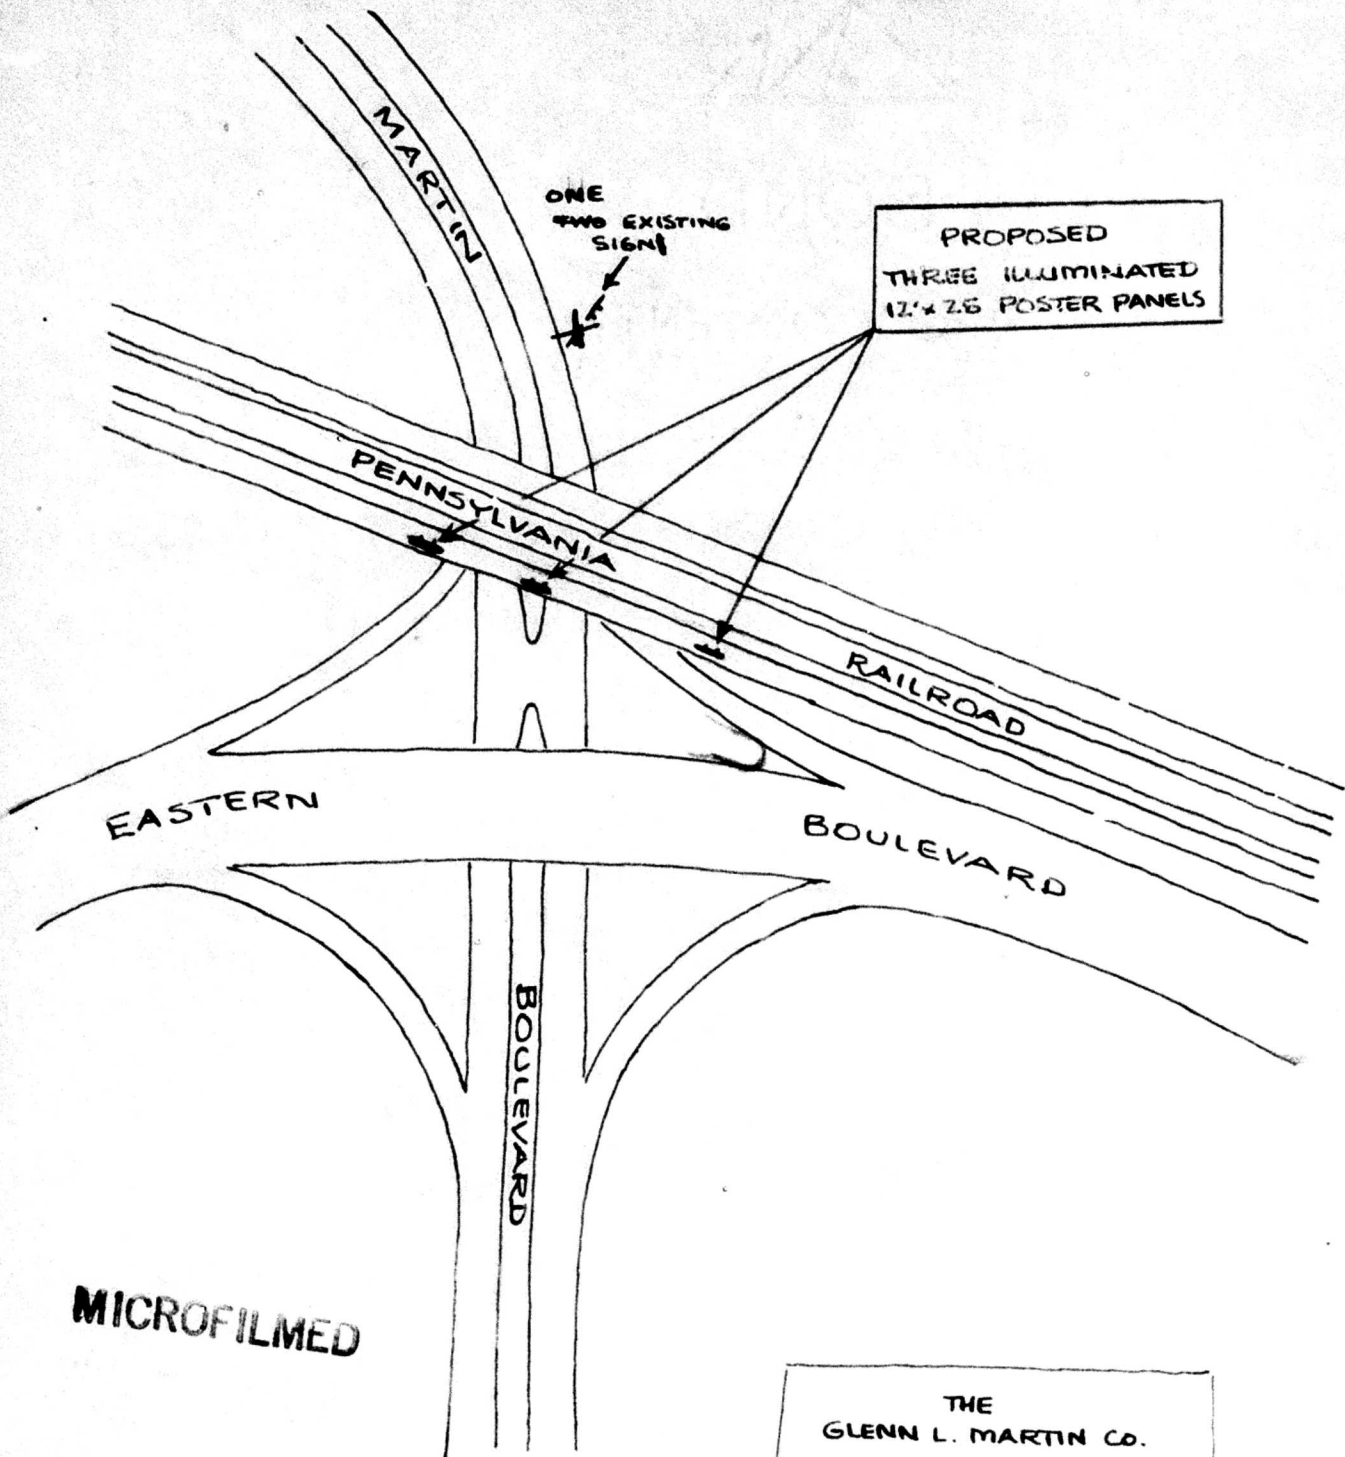 MARTIN
ONE
TWO EXISTING
SIGN
PROPOSED
THREE ILLUMINATED
12'x 25 POSTER PANELS
PENNSYLVANIA
RAILROAD
EASTERN
BOULEVARD
BOULEVARD
MICROFILMED
THE
GLENN L. MARTIN CO.